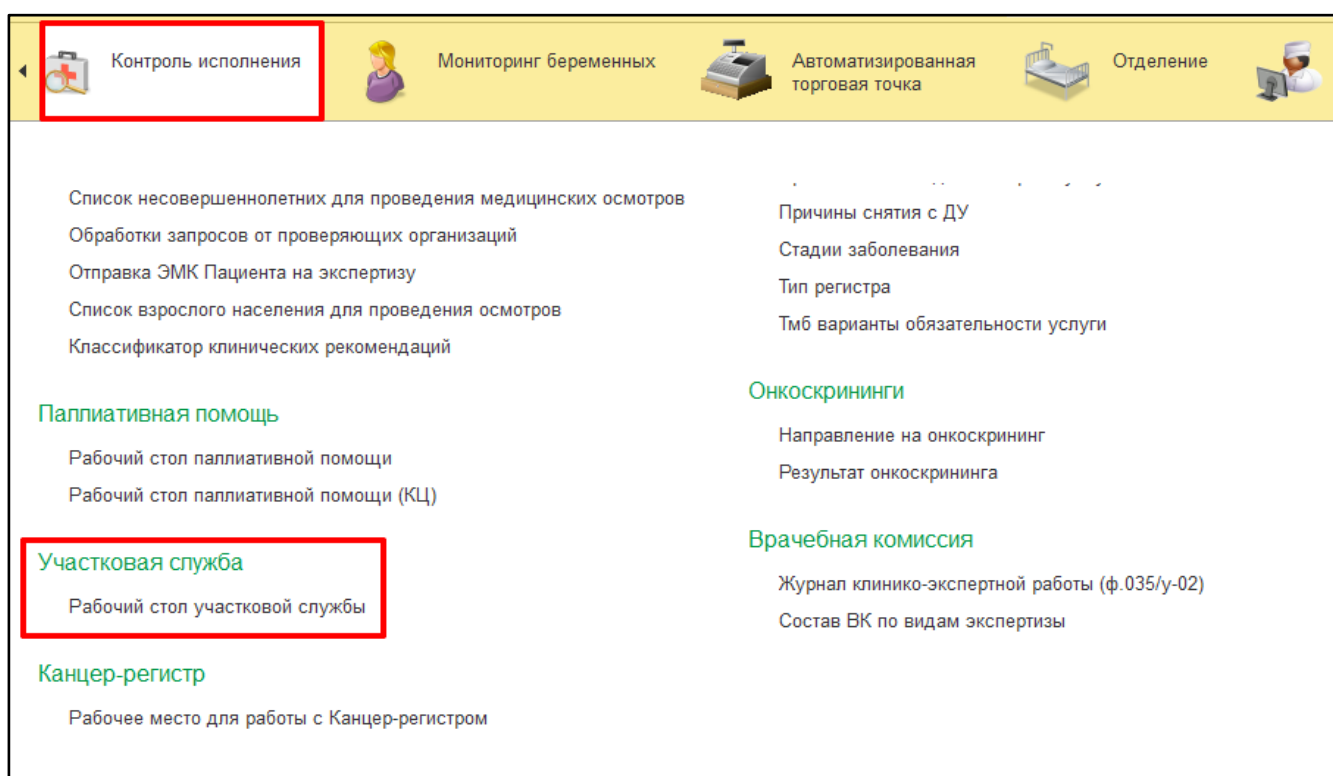 Контроль исполнения
Мониторинг беременных
Автоматизированная
торговая точка
Отделение
Список несовершеннолетних для проведения медицинских осмотров
Обработки запросов от проверяющих организаций
Отправка ЭМК Пациента на экспертизу
Список взрослого населения для проведения осмотров
Классификатор клинических рекомендаций
Паллиативная помощь
Рабочий стол паллиативной помощи
Рабочий стол паллиативной помощи (КЦ)
Участковая служба
Рабочий стол участковой службы
Канцер-регистр
Рабочее место для работы с Канцер-регистром
Причины снятия с ДУ
Стадии заболевания
Тип регистра
Тмб варианты обязательности услуги
Онкоскрининги
Направление на онкоскрининг
Результат онкоскрининга
Врачебная комиссия
Журнал клинико-экспертной работы (ф.035/у-02)
Состав ВК по видам экспертизы